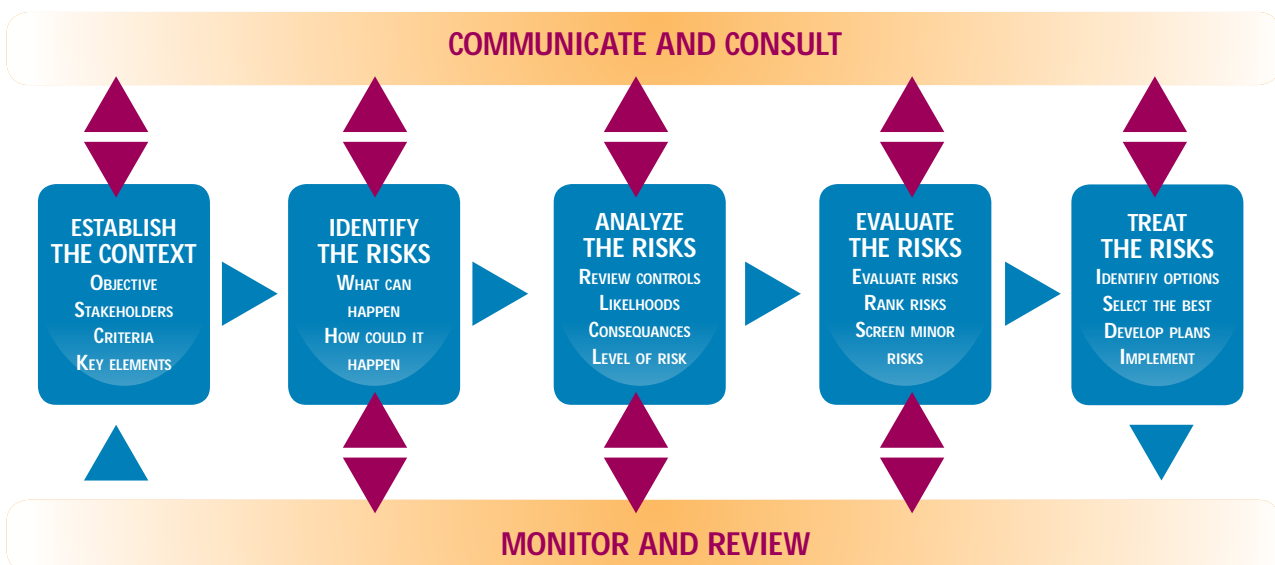 COMMUNICATE AND CONSULT
ESTABLISH
THE CONTEXT
OBJECTIVE
STAKEHOLDERS
CRITERIA
KEY ELEMENTS
IDENTIFY
THE RISKS
WHAT CAN
HAPPEN
HOW COULD IT
HAPPEN
ANALYZE
THE RISKS
REVIEW CONTROLS
LIKELHOODS
CONSEQUANCES
LEVEL OF RISK
EVALUATE
THE RISKS
EVALUATE RISKS
RANK RISKS
SCREEN MINOR
RISKS
TREAT
THE RISKS
IDENTIFIY OPTIONS
SELECT THE BEST
DEVELOP PLANS
IMPLEMENT
MONITOR AND REVIEW